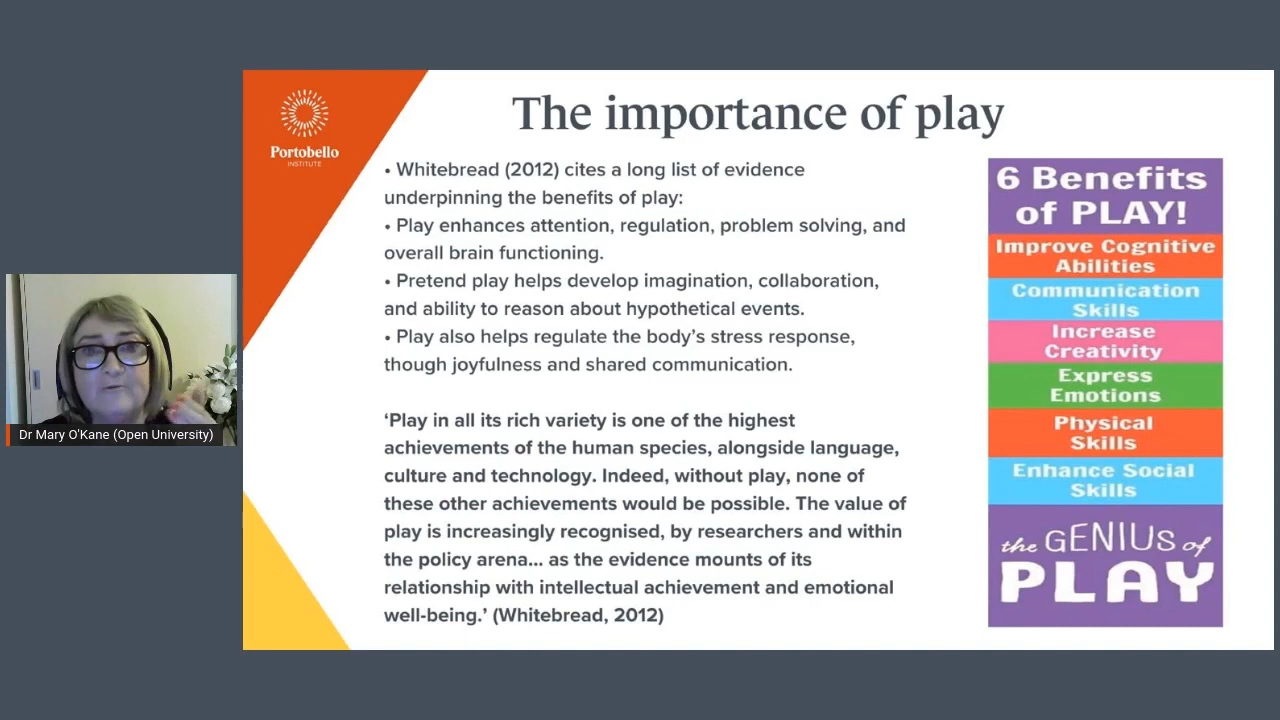 Portobello
INSTITUTE
The importance of play
• Whitebread (2012) cites a long list of evidence
underpinning the benefits of play:
• Play enhances attention, regulation, problem solving, and
overall brain functioning.
• Pretend play helps develop imagination, collaboration,
and ability to reason about hypothetical events.
• Play also helps regulate the body’s stress response,
though joyfulness and shared communication.
‘Play in all its rich variety is one of the highest
achievements of the human species, alongside language,
culture and technology. Indeed, without play, none of
these other achievements would be possible. The value of
play is increasingly recognised, by researchers and within
the policy arena... as the evidence mounts of its
relationship with intellectual achievement and emotional
well-being.’ (Whitebread, 2012)
6 Benefits
of PLAY!
Improve Cognitive
Abilities
Communication
Skills
Increase
Creativity
Express
Emotions
Physical
Skills
Enhance Social
Skills
the GENIUS of
PLAY
Dr Mary O'Kane (Open University)